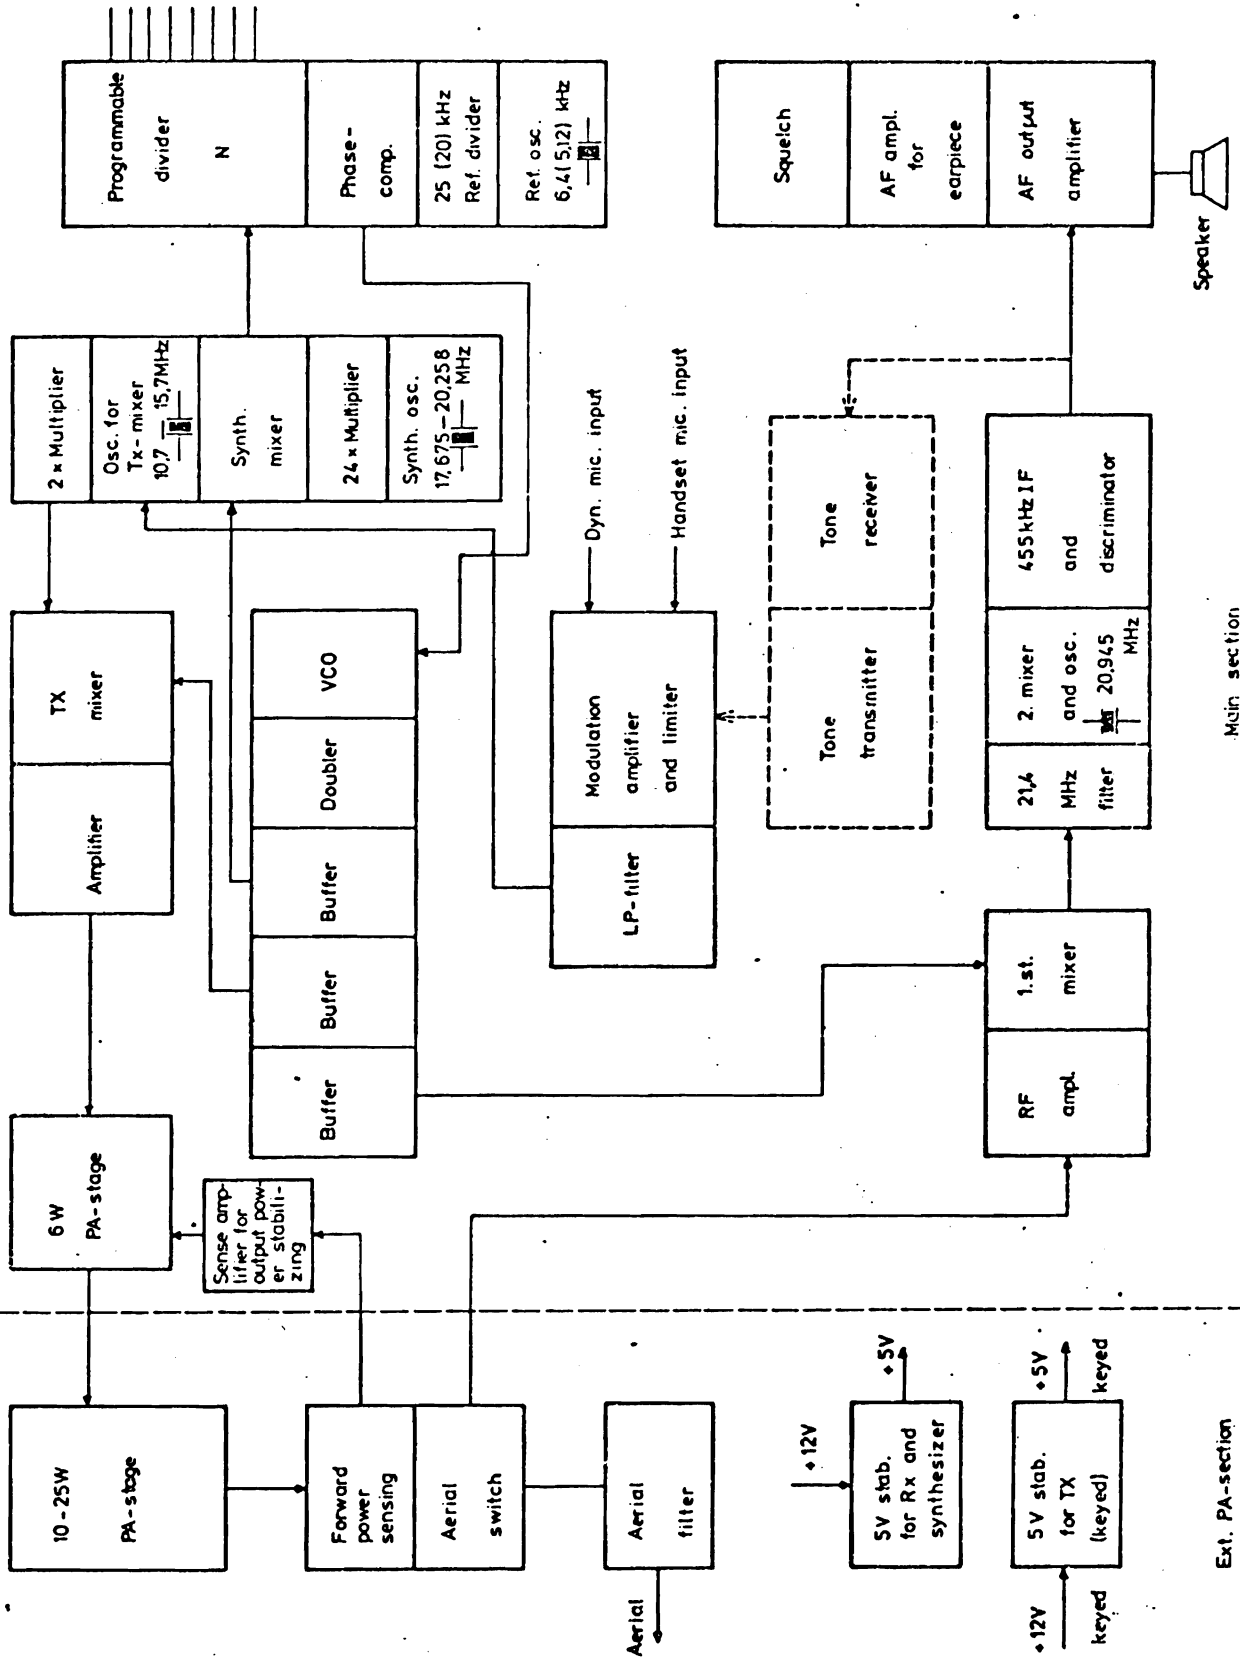 10-25W
PA-stage
6W
PA-stage
Amplifier
TX
mixer
2 x Multiplier
Osc. for
Tx-mixer
10,7 – 15,7MHz
Synth.
mixer
24 x Multiplier
Synth. osc.
17,675-20,258
MHz
Programmable
divider
N
Phase-
comp.
25 (20) kHz
Ref. divider
Ref. osc.
6,4(5,12) kHz
Sense amp-
lifier for
output pow-
er stabili-
zing
Forward
power
sensing
Aerial
switch
Aerial
filter
Aerial
Buffer
Buffer
Buffer
Doubler
VCO
LP-filter
Modulation
amplifier
and limiter
Dyn. mic. input
Handset mic. input
Tone
transmitter
Tone
receiver
Squelch
AF ampl.
for
earpiece
AF output
amplifier
Speaker
RF
ampl.
1.st.
mixer
21,4
MHz
filter
2. mixer
and osc.
20,945
MHz
455kHz IF
and
discriminator
+12V
5V stab.
for Rx and
synthesizer
+5V
+12V
keyed
5V stab.
for TX
(keyed)
+5V
keyed
Ext. PA-section
Main section